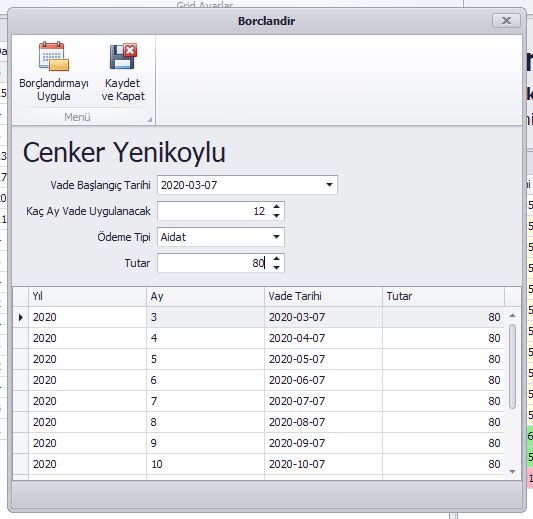 Grid Ayarlar
Borclandir
Borçlandırmayı Uygula
Kaydet ve Kapat
Menü
Cenker Yenikoylu
Vade Başlangıç Tarihi 2020-03-07
Kaç Ay Vade Uygulanacak 12
Ödeme Tipi Aidat
Tutar 80
Yıl Ay Vade Tarihi Tutar
2020 3 2020-03-07 80
2020 4 2020-04-07 80
2020 5 2020-05-07 80
2020 6 2020-06-07 80
2020 7 2020-07-07 80
2020 8 2020-08-07 80
2020 9 2020-09-07 80
2020 10 2020-10-07 80